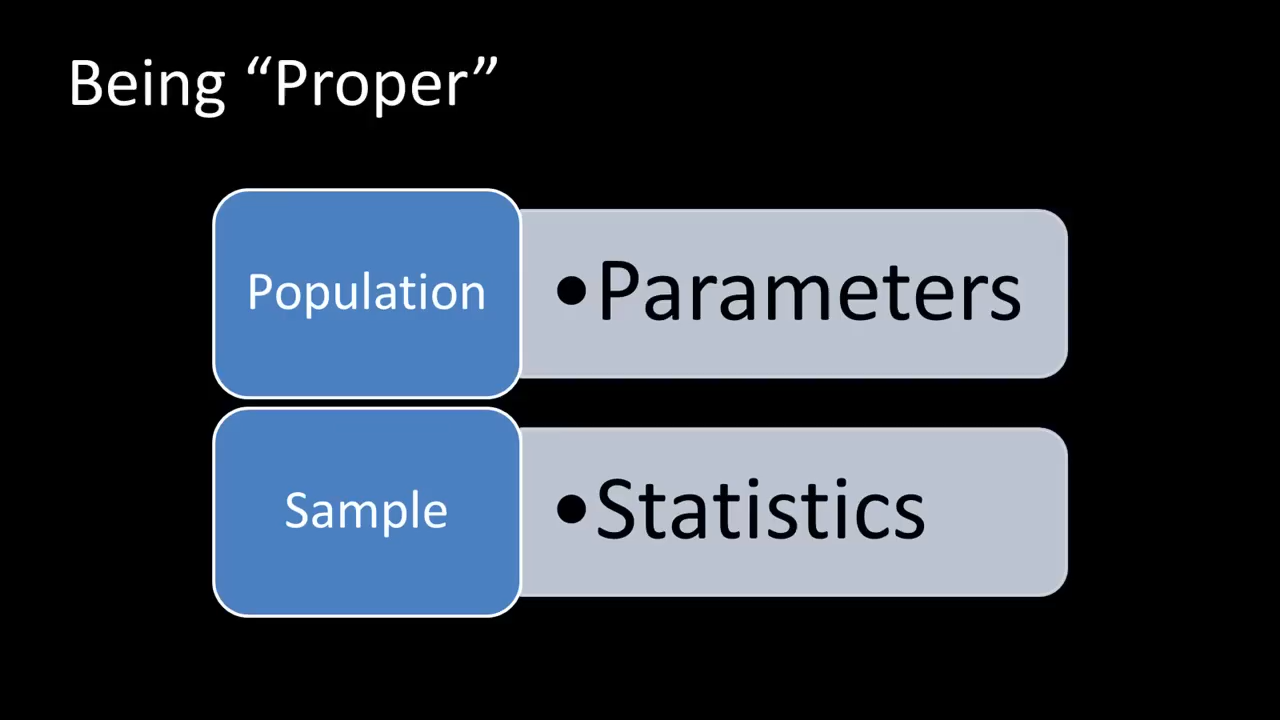 Being “Proper”
Population
•Parameters
Sample
•Statistics